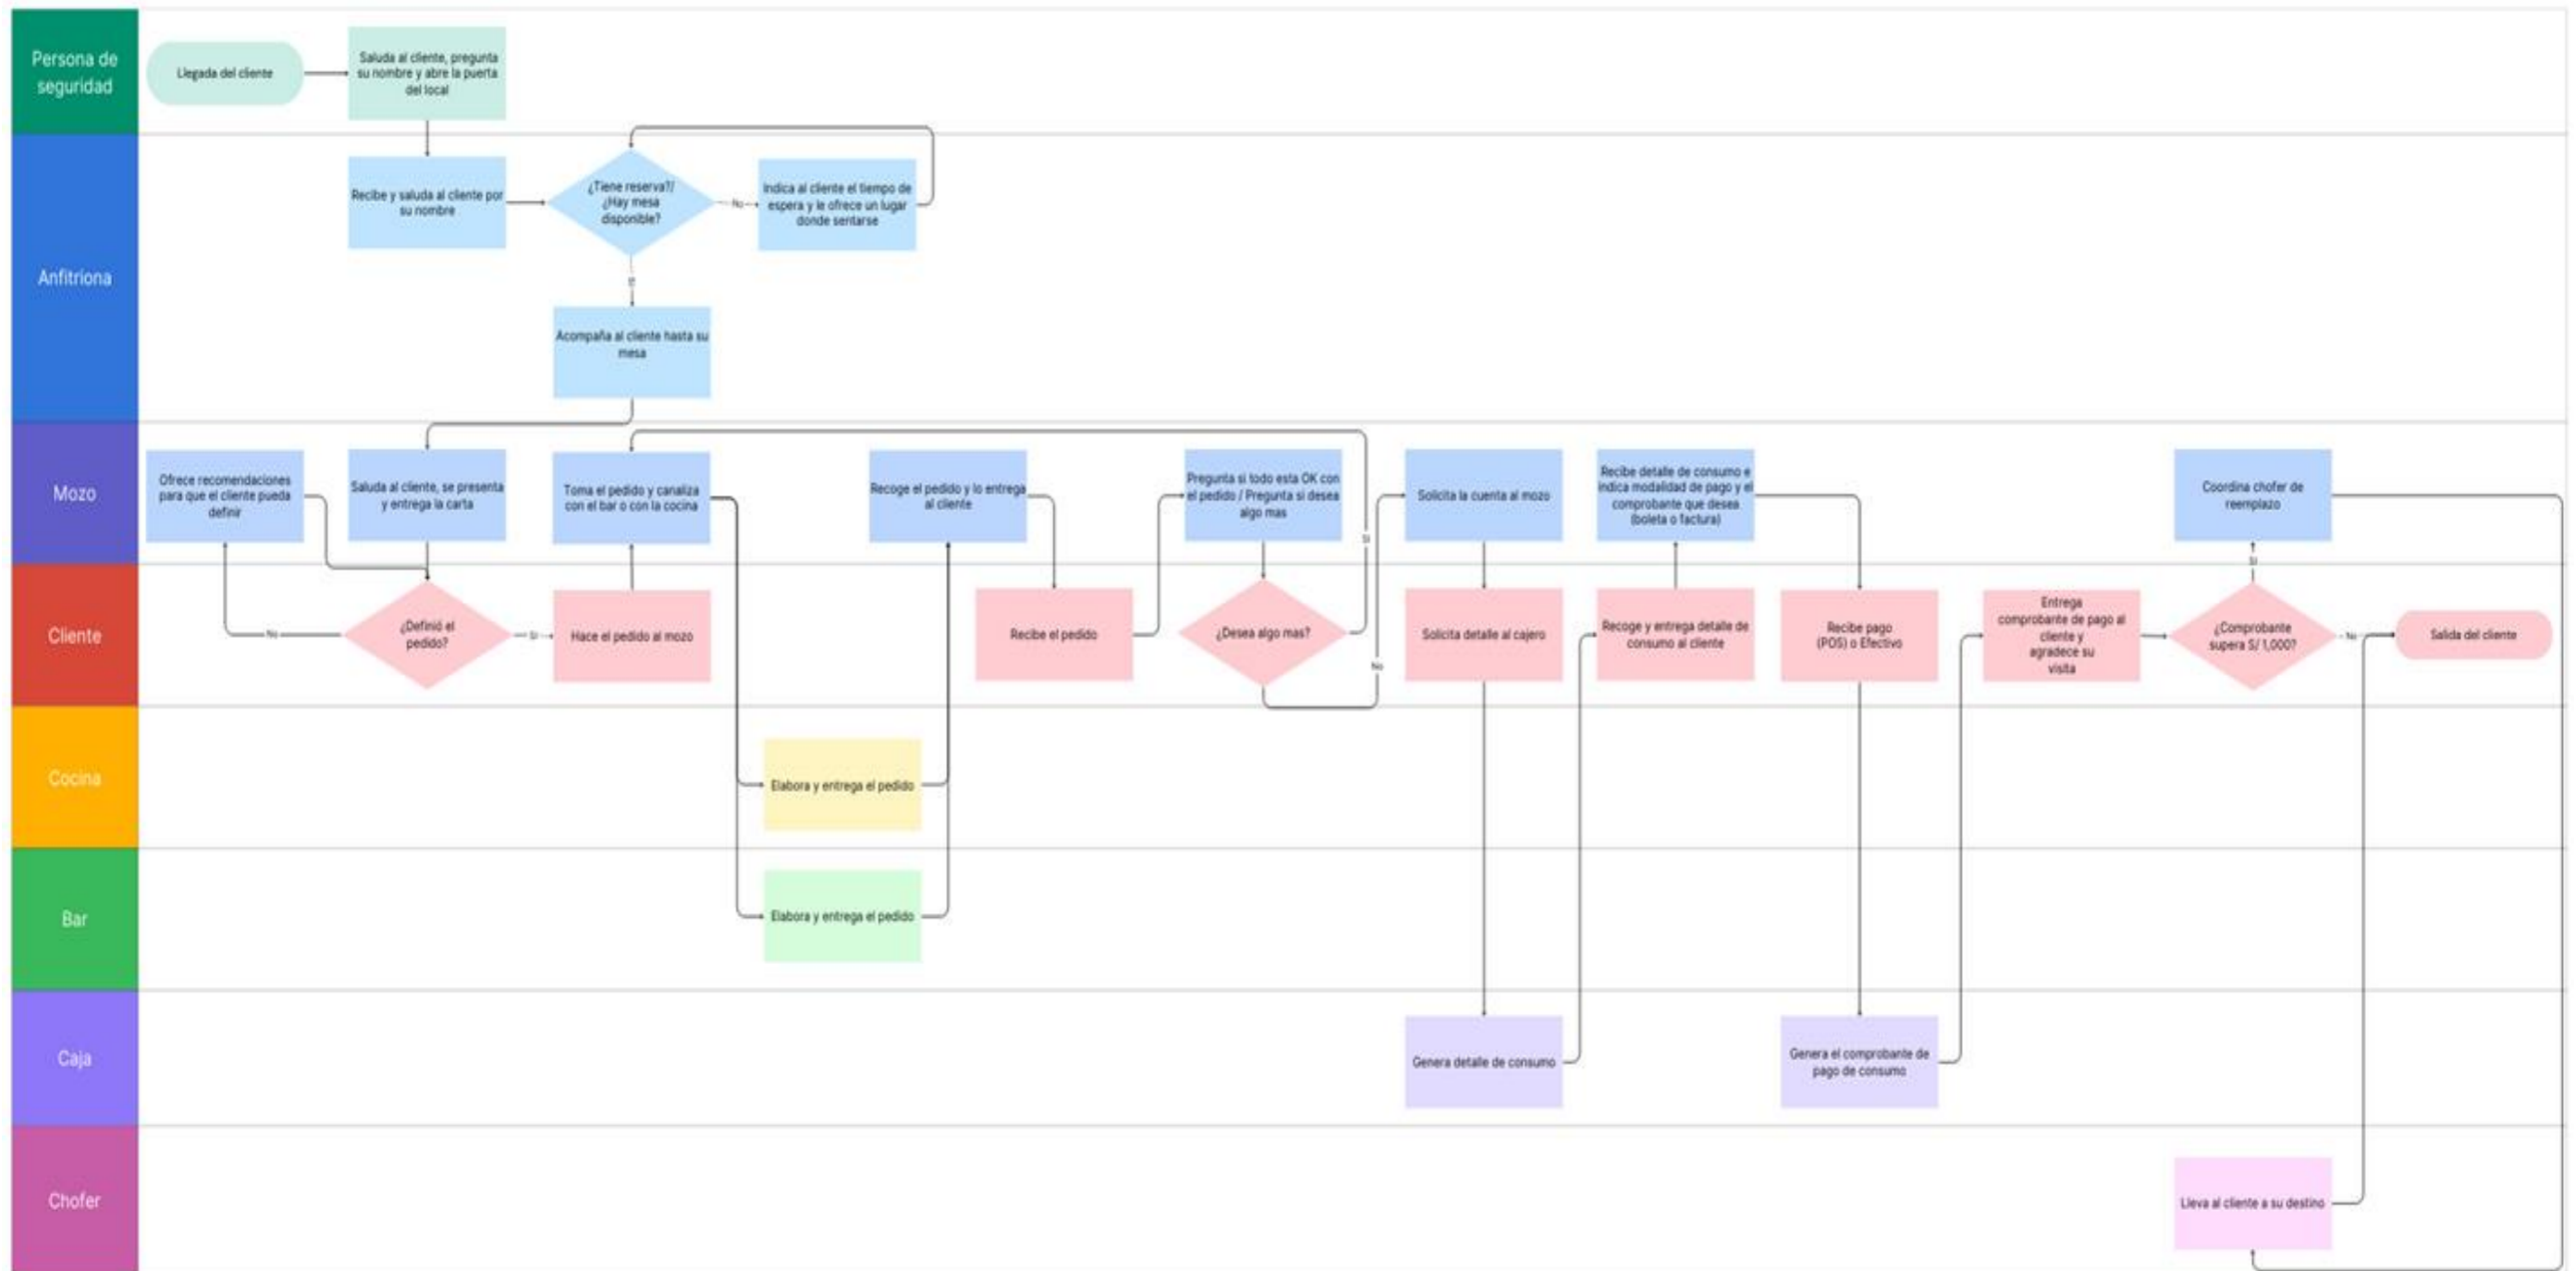 Persona de
seguridad
Llegada del cliente
Saluda al cliente, pregunta
su nombre y abre la puerta
del local
Anfitriona
Recibe y saluda al cliente por
su nombre
¿Tiene reserva?/
¿Hay mesa
disponible?
No
Indica al cliente el tiempo de
espera y le ofrece un lugar
donde sentarse
SI
Acompaña al cliente hasta su
mesa
Mozo
Ofrece recomendaciones
para que el cliente pueda
definir
Saluda al cliente, se presenta
y entrega la carta
Toma el pedido y canaliza
con el bar o con la cocina
Recoge el pedido y lo entrega
al cliente
Pregunta si todo esta OK con
el pedido / Pregunta si desea
algo mas
SI
Solicita la cuenta al mozo
Recibe detalle de consumo e
indica modalidad de pago y el
comprobante que desea
(boleta o factura)
Coordina chofer de
reemplazo
SI
Cliente
No
¿Definió el
pedido?
SI
Hace el pedido al mozo
Recibe el pedido
¿Desea algo mas?
No
Solicita detalle al cajero
Recoge y entrega detalle de
consumo al cliente
Recibe pago
(POS) o Efectivo
Entrega
comprobante de pago al
cliente y
agradece su
visita
¿Comprobante
supera S/ 1,000?
No
Salida del cliente
Cocina
Elabora y entrega el pedido
Bar
Elabora y entrega el pedido
Caja
Genera detalle de consumo
Genera el comprobante de
pago de consumo
Chofer
Lleva al cliente a su destino